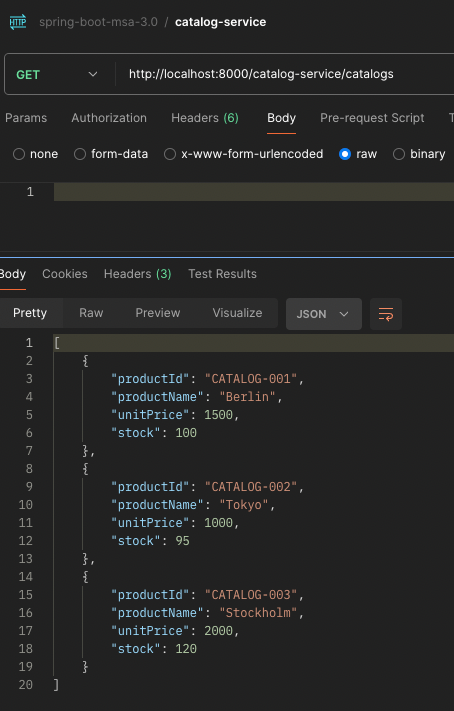 HTTP spring-boot-msa-3.0 / catalog-service
GET http://localhost:8000/catalog-service/catalogs
Params Authorization Headers (6) Body Pre-request Script T
none form-data x-www-form-urlencoded raw binary
1
Body Cookies Headers (3) Test Results
Pretty Raw Preview Visualize JSON
1 [
2 {
3 "productId": "CATALOG-001",
4 "productName": "Berlin",
5 "unitPrice": 1500,
6 "stock": 100
7 },
8 {
9 "productId": "CATALOG-002",
10 "productName": "Tokyo",
11 "unitPrice": 1000,
12 "stock": 95
13 },
14 {
15 "productId": "CATALOG-003",
16 "productName": "Stockholm",
17 "unitPrice": 2000,
18 "stock": 120
19 }
20 ]